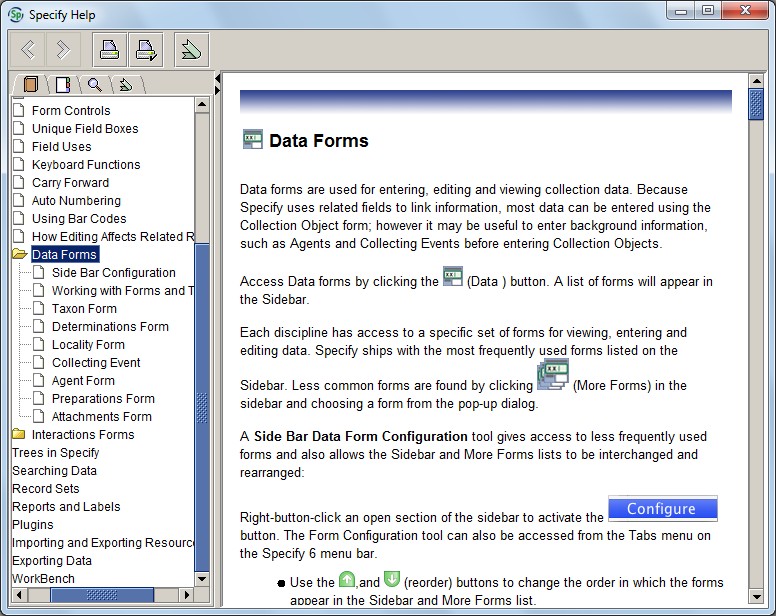 Specify Help
Form Controls
Unique Field Boxes
Field Uses
Keyboard Functions
Carry Forward
Auto Numbering
Using Bar Codes
How Editing Affects Related R
Data Forms
Side Bar Configuration
Working with Forms and T
Taxon Form
Determinations Form
Locality Form
Collecting Event
Agent Form
Preparations Form
Attachments Form
Interactions Forms
Trees in Specify
Searching Data
Record Sets
Reports and Labels
Plugins
Importing and Exporting Resourc
Exporting Data
WorkBench
Data Forms
Data forms are used for entering, editing and viewing collection data. Because
Specify uses related fields to link information, most data can be entered using the
Collection Object form; however it may be useful to enter background information,
such as Agents and Collecting Events before entering Collection Objects.
Access Data forms by clicking the (Data ) button. A list of forms will appear in
the Sidebar.
Each discipline has access to a specific set of forms for viewing, entering and
editing data. Specify ships with the most frequently used forms listed on the
Sidebar. Less common forms are found by clicking (More Forms) in the
sidebar and choosing a form from the pop-up dialog.
A Side Bar Data Form Configuration tool gives access to less frequently used
forms and also allows the Sidebar and More Forms lists to be interchanged and
rearranged:
Right-button-click an open section of the sidebar to activate the Configure
button. The Form Configuration tool can also be accessed from the Tabs menu on
the Specify 6 menu bar.
● Use the ,and (reorder) buttons to change the order in which the forms
appear in the Sidebar and More Forms list.